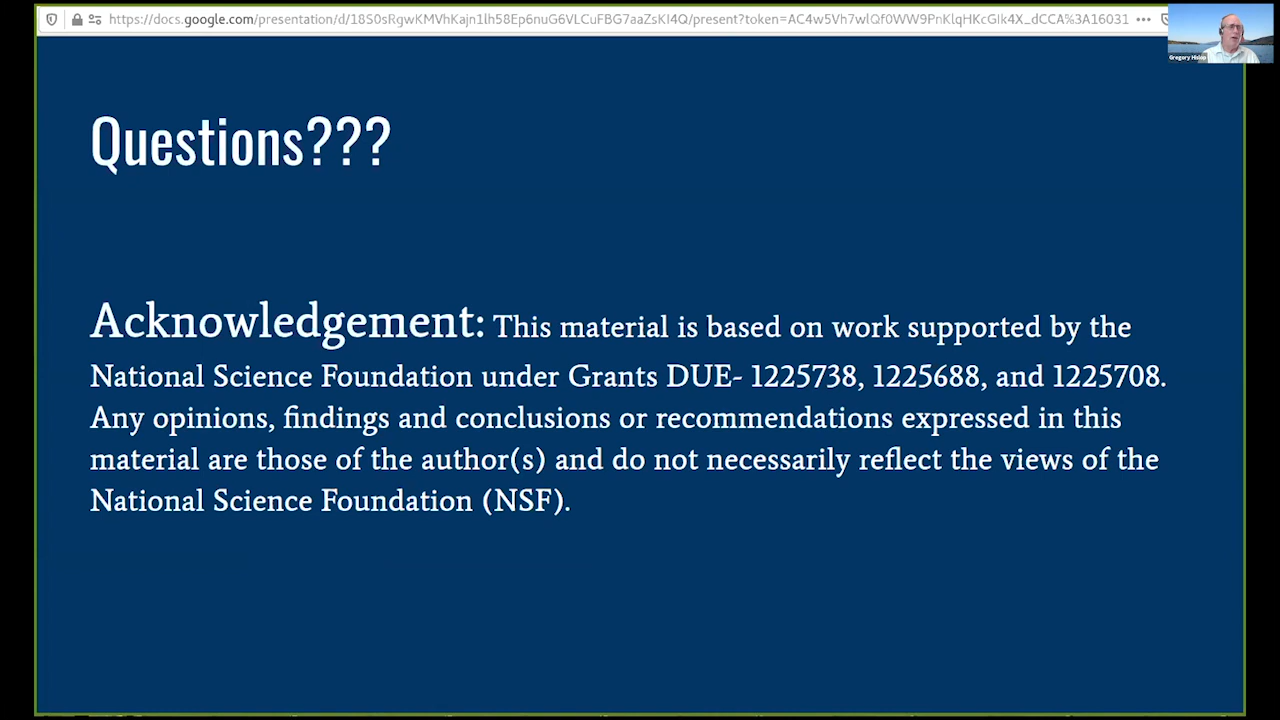 https://docs.google.com/presentation/d/18S0sRgwKMVhKajn1lh58Ep6nuG6VLCuFBG7aaZsKI4Q/present?token=AC4w5Vh7wlQf0WW9PnKlqHKcGIk4X_dCCA%3A16031
Gregory Hislop
Questions???
Acknowledgement: This material is based on work supported by the
National Science Foundation under Grants DUE- 1225738, 1225688, and 1225708.
Any opinions, findings and conclusions or recommendations expressed in this
material are those of the author(s) and do not necessarily reflect the views of the
National Science Foundation (NSF).